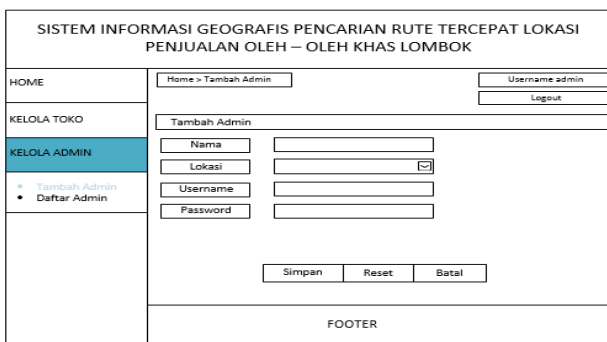 SISTEM INFORMASI GEOGRAFIS PENCARIAN RUTE TERCEPAT LOKASI
PENJUALAN OLEH – OLEH KHAS LOMBOK
HOME
KELOLA TOKO
KELOLA ADMIN
• Tambah Admin
• Daftar Admin
Home > Tambah Admin
Username admin
Logout
Tambah Admin
Nama
Lokasi
Username
Password
Simpan Reset Batal
FOOTER